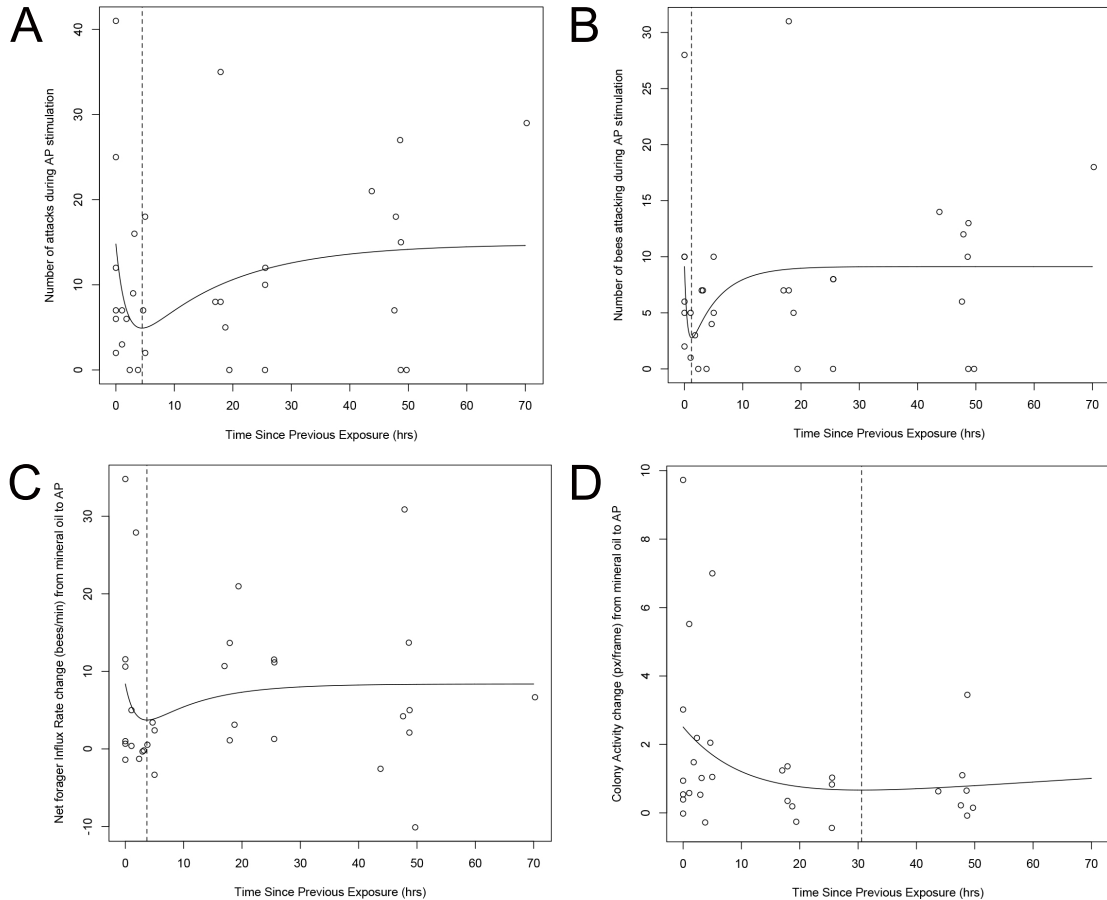 A
Number of attacks during AP stimulation
40
30
20
10
0
0 10 20 30 40 50 60 70
Time Since Previous Exposure (hrs)
B
Number of bees attacking during AP stimulation
30
25
20
15
10
5
0
0 10 20 30 40 50 60 70
Time Since Previous Exposure (hrs)
C
Net forager Influx Rate change (bees/min) from mineral oil to AP
30
20
10
0
-10
0 10 20 30 40 50 60 70
Time Since Previous Exposure (hrs)
D
Colony Activity change (px/frame) from mineral oil to AP
10
8
6
4
2
0
0 10 20 30 40 50 60 70
Time Since Previous Exposure (hrs)